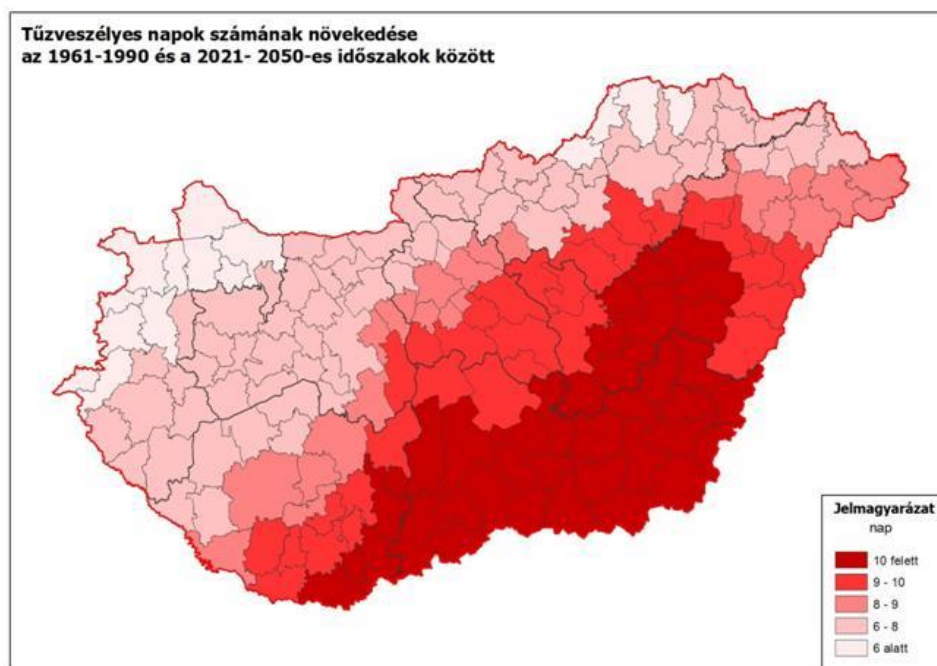 Tűzveszélyes napok számának növekedése
az 1961-1990 és a 2021- 2050-es időszakok között
Jelmagyarázat
nap
10 felett
9 - 10
8 - 9
6 - 8
6 alatt